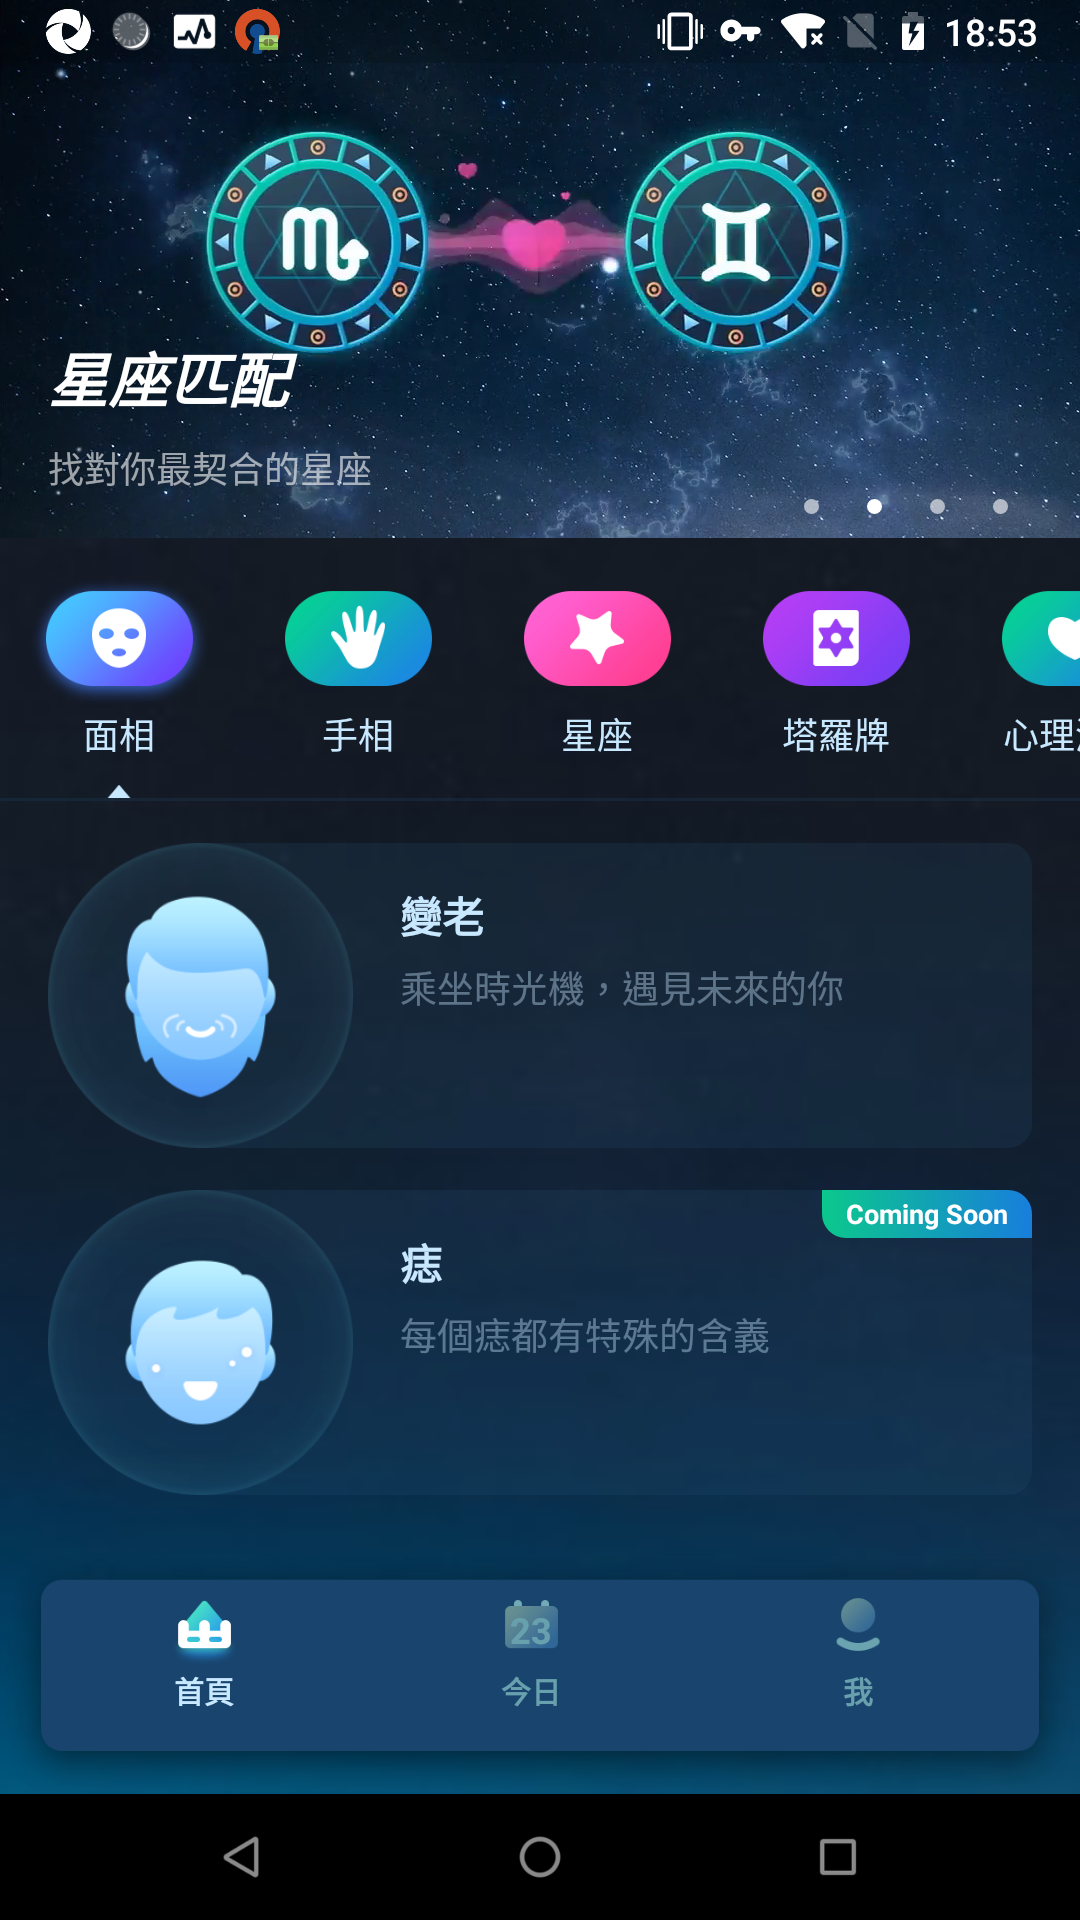 18:53
星座匹配
找對你最契合的星座
面相
手相
星座
塔羅牌
心理
變老
乘坐時光機，遇見未來的你
Coming Soon
痣
每個痣都有特殊的含義
23
首頁
今日
我